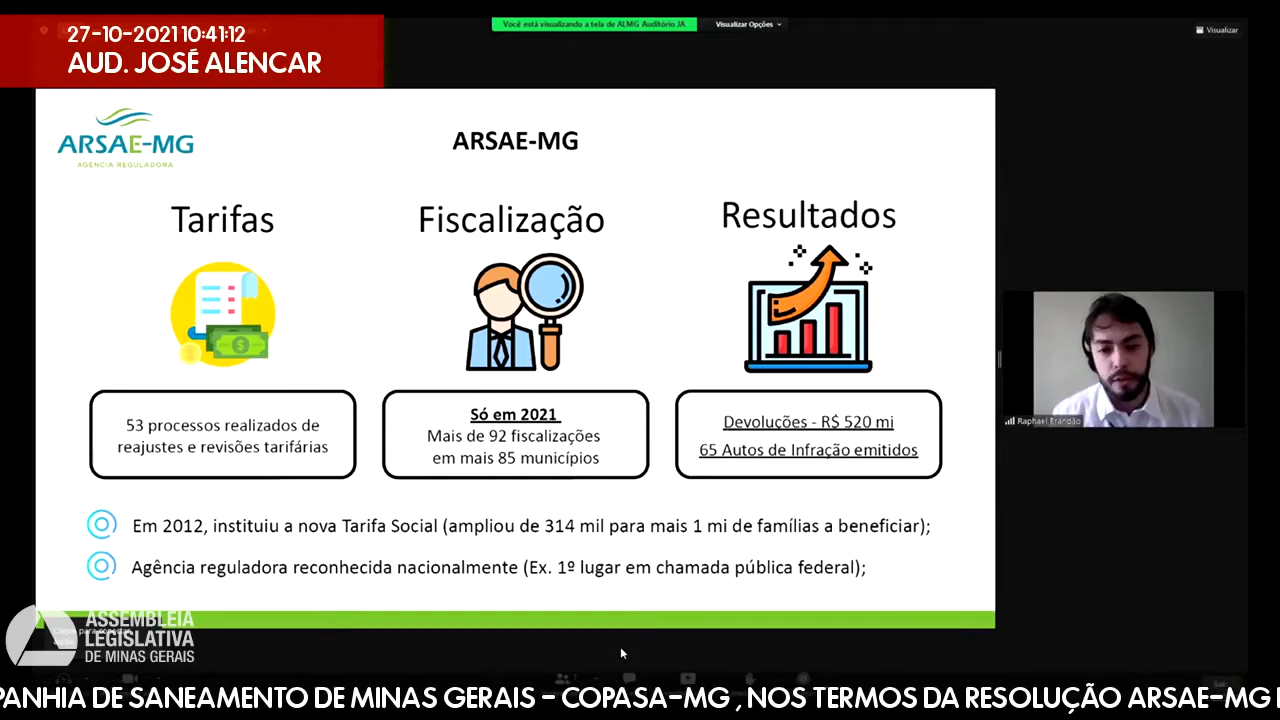 27-10-2021 10:41:12
AUD. JOSÉ ALENCAR
Você está visualizando a tela de ALMG Auditório JA
Visualizar Opções
Visualizar
ARSAE-MG
AGENCIA REGULADORA
ARSAE-MG
Tarifas
Fiscalização
Resultados
53 processos realizados de
reajustes e revisões tarifárias
Só em 2021
Mais de 92 fiscalizações
em mais 85 municípios
Devoluções - R$ 520 mi
65 Autos de Infração emitidos
Raphael Brandão
Em 2012, instituiu a nova Tarifa Social (ampliou de 314 mil para mais 1 mi de famílias a beneficiar);
Agência reguladora reconhecida nacionalmente (Ex. 1º lugar em chamada pública federal);
ASSEMBLEIA
LEGISLATIVA
DE MINAS GERAIS
PANHIA DE SANEAMENTO DE MINAS GERAIS - COPASA-MG , NOS TERMOS DA RESOLUÇÃO ARSAE-MG